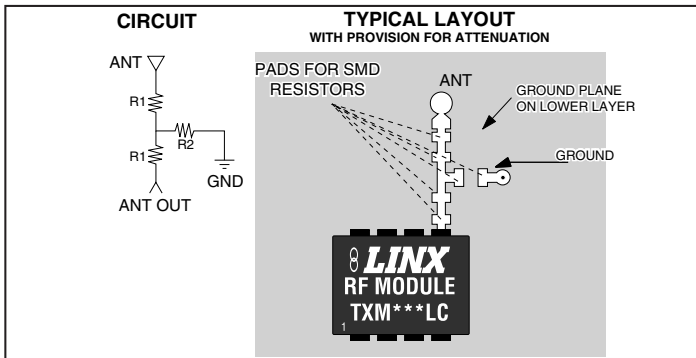 CIRCUIT
ANT
R1
R2
R1
GND
ANT OUT
TYPICAL LAYOUT
WITH PROVISION FOR ATTENUATION
PADS FOR SMD
RESISTORS
ANT
GROUND PLANE
ON LOWER LAYER
GROUND
LINX
RF MODULE
TXM***LC
1